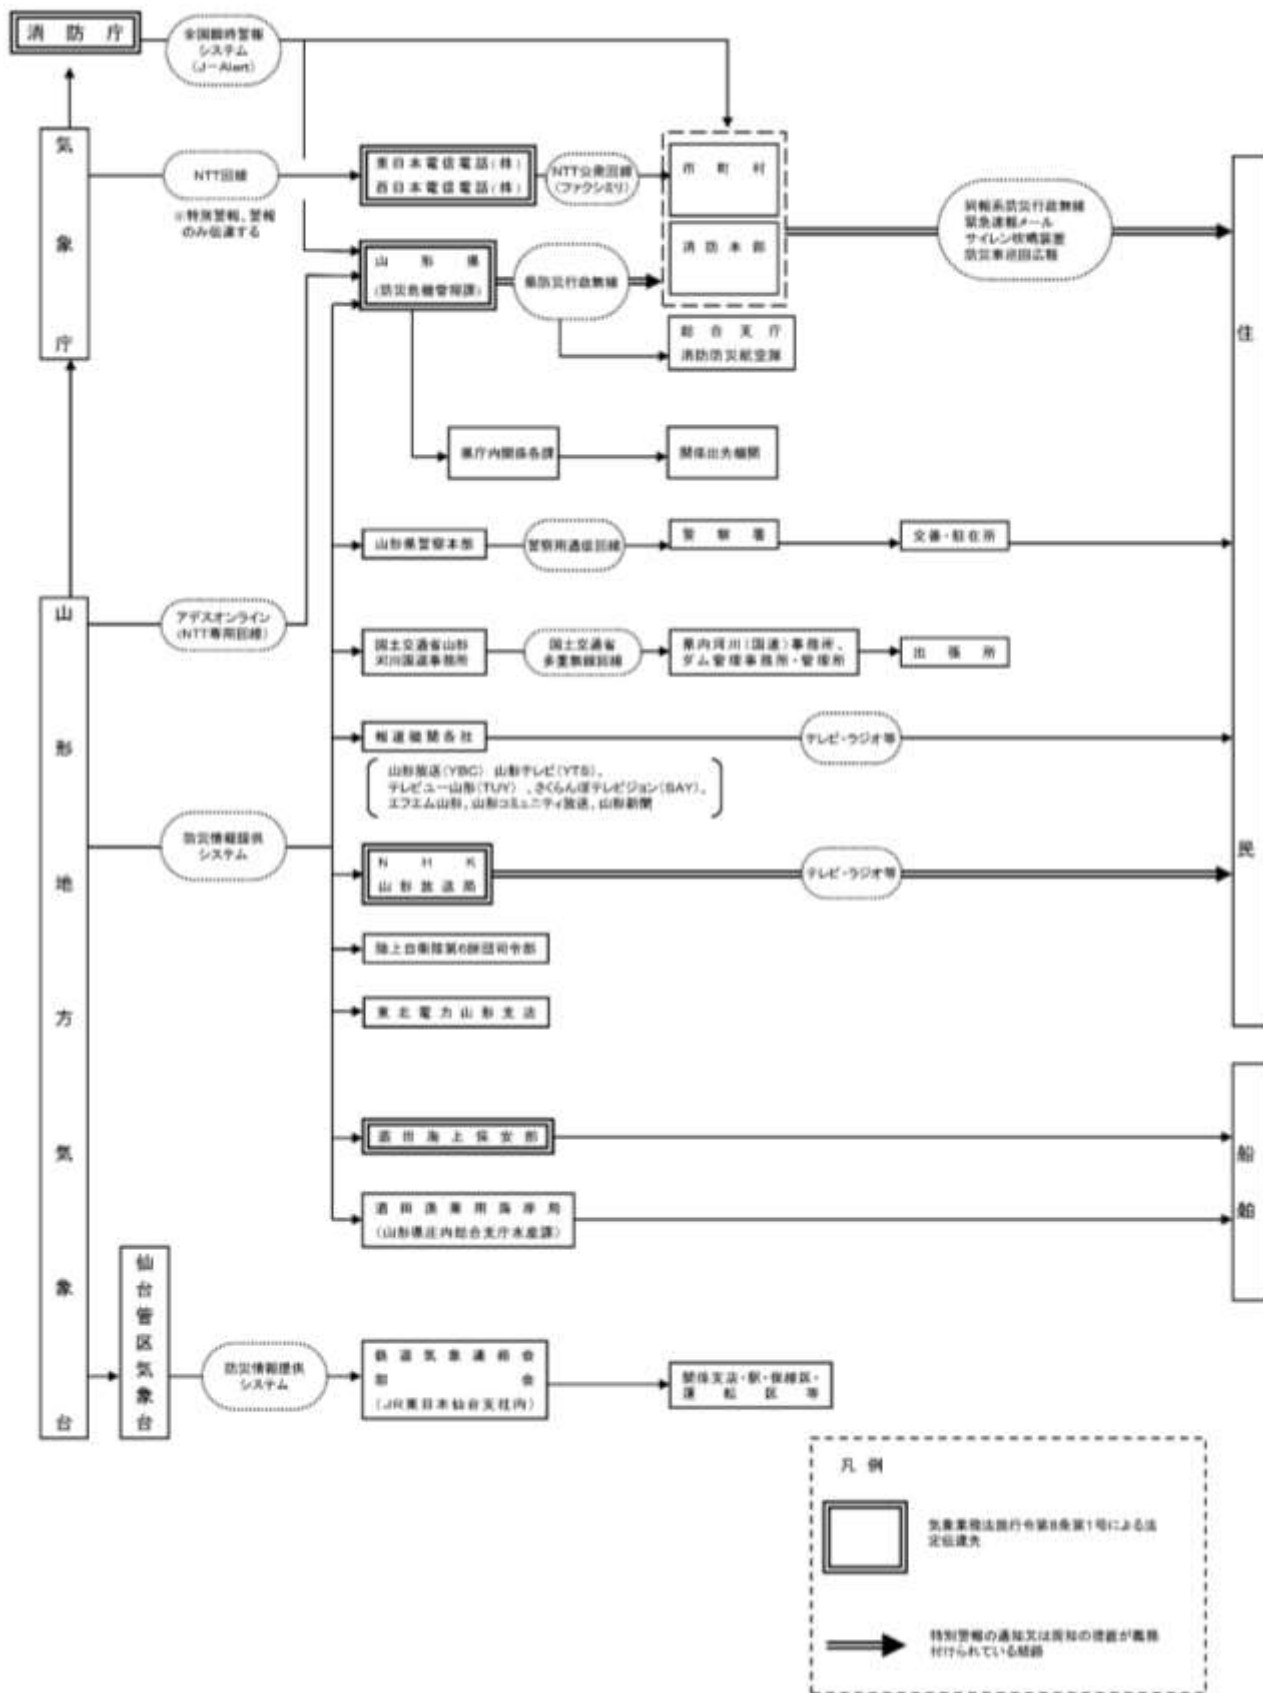 消防庁
全国瞬時警報
システム
(J-Alert)
気象庁
NTT回線
※特別警報、警報
のみ伝達する
東日本電信電話(株)
西日本電信電話(株)
NTT公衆回線
(ファクシミリ)
市町村
消防本部
同報系防災行政無線
緊急速報メール
サイレン吹鳴装置
防災車巡回広報
住民
山形県
(防災危機管理課)
県防災行政無線
総合支庁
消防防災航空隊
県庁内関係各課
関係出先機関
山形県警察本部
警察用通信回線
警察署
交番・駐在所
山形地方気象台
アデスオンライン
(NTT専用回線)
国土交通省山形
河川国道事務所
国土交通省
多重無線回線
県内河川(国道)事務所、
ダム管理事務所・管理所
出張所
報道機関各社
テレビ・ラジオ等
山形放送(YBC) 山形テレビ(YTS)、
テレビユー山形(TUY)、さくらんぼテレビジョン(SAY)、
エフエム山形、山形コミュニティ放送、山形新聞
防災情報提供
システム
NHK
山形放送局
テレビ・ラジオ等
陸上自衛隊第6師団司令部
東北電力山形支店
酒田海上保安部
船舶
酒田漁業用海岸局
(山形県庄内総合支庁水産課)
仙台管区気象台
防災情報提供
システム
鉄道気象連絡会
部会
(JR東日本仙台支社内)
関係支店・駅・保線区・
運転区等
凡例
気象業務法施行令第8条第1号による法
定伝達先
特別警報の通知又は周知の措置が義務
付けられている経路